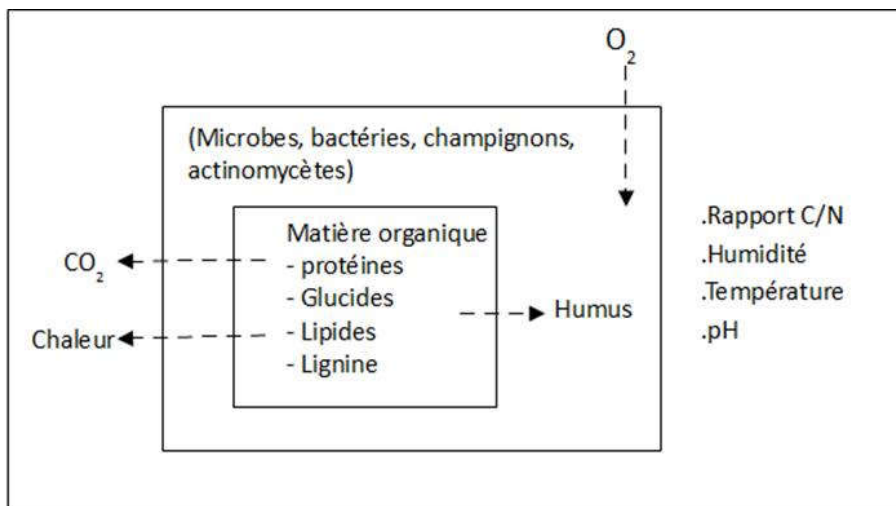 O₂
(Microbes, bactéries, champignons,
actinomycètes)
Matière organique
- protéines
- Glucides
- Lipides
- Lignine
CO₂
Chaleur
Humus
.Rapport C/N
.Humidité
.Température
.pH